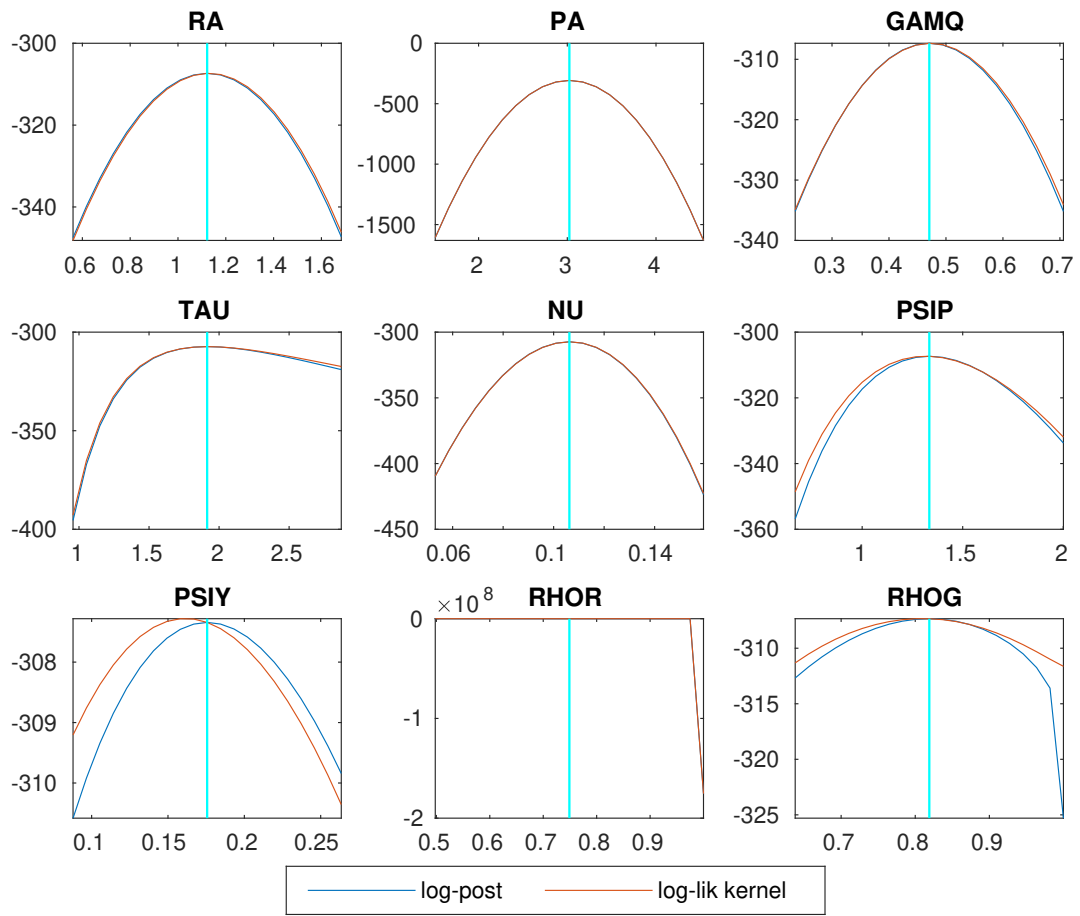 RA
-300
-320
-340
0.6 0.8 1 1.2 1.4 1.6
PA
0
-500
-1000
-1500
2 3 4
GAMQ
-310
-320
-330
-340
0.3 0.4 0.5 0.6 0.7
TAU
-300
-350
-400
1 1.5 2 2.5
NU
-300
-350
-400
-450
0.06 0.1 0.14
PSIP
-300
-320
-340
-360
1 1.5 2
PSIY
-308
-309
-310
0.1 0.15 0.2 0.25
RHOR
×10^8
0
-1
-2
0.5 0.6 0.7 0.8 0.9
RHOG
-310
-315
-320
-325
0.7 0.8 0.9
log-post log-lik kernel